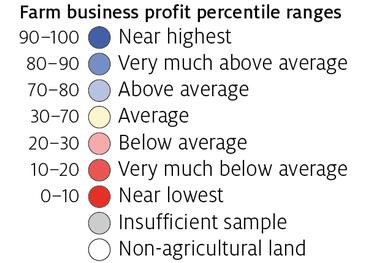 Farm business profit percentile ranges
90–100 Near highest
80–90 Very much above average
70–80 Above average
30–70 Average
20–30 Below average
10–20 Very much below average
0–10 Near lowest
Insufficient sample
Non-agricultural land